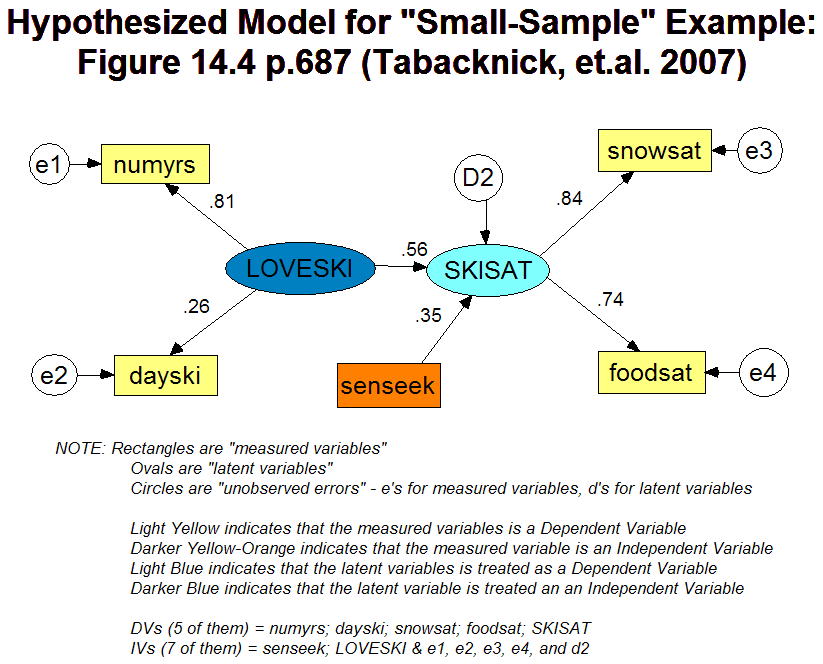 Hypothesized Model for "Small-Sample" Example:
Figure 14.4 p.687 (Tabacknick, et.al. 2007)
e1
numyrs
snowsat
e3
D2
.81
.84
LOVESKI
.56
SKISAT
.26
.35
.74
e2
dayski
senseek
foodsat
e4
NOTE: Rectangles are "measured variables"
Ovals are "latent variables"
Circles are "unobserved errors" - e's for measured variables, d's for latent variables
Light Yellow indicates that the measured variables is a Dependent Variable
Darker Yellow-Orange indicates that the measured variable is an Independent Variable
Light Blue indicates that the latent variables is treated as a Dependent Variable
Darker Blue indicates that the latent variable is treated an an Independent Variable
DVs (5 of them) = numyrs; dayski; snowsat; foodsat; SKISAT
IVs (7 of them) = senseek; LOVESKI & e1, e2, e3, e4, and d2